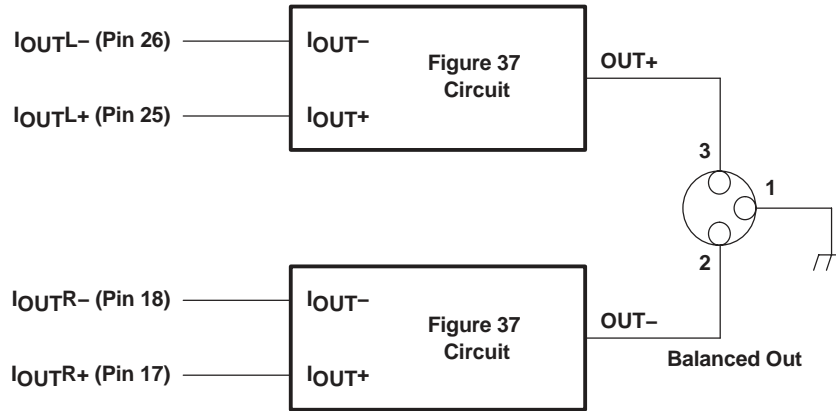 IOUTL– (Pin 26)
IOUT–
Figure 37
Circuit
OUT+
IOUTL+ (Pin 25)
IOUT+
3
1
2
IOUTR– (Pin 18)
IOUT–
Figure 37
Circuit
OUT–
Balanced Out
IOUTR+ (Pin 17)
IOUT+